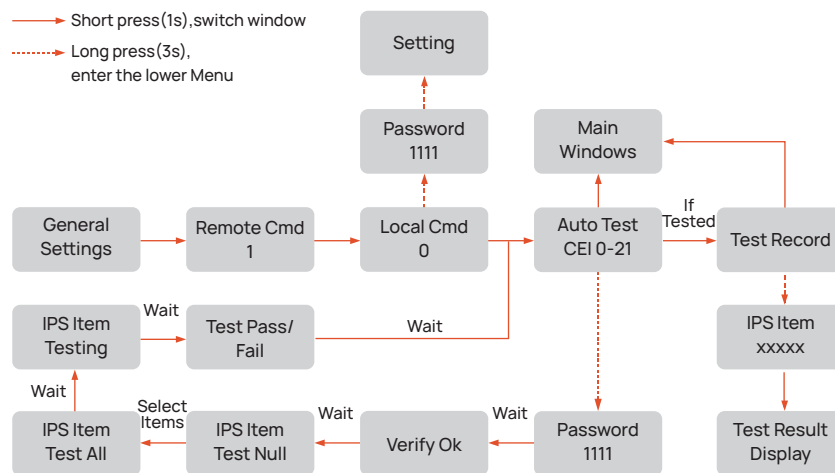 Short press(1s),switch window
Long press(3s),
enter the lower Menu
Setting
Password
1111
Main
Windows
General
Settings
Remote Cmd
1
Local Cmd
0
Auto Test
CEI 0-21
If
Tested
Test Record
IPS Item
Testing
Wait
Test Pass/
Fail
Wait
IPS Item
xxxxx
Wait
IPS Item
Test All
Select
Items
IPS Item
Test Null
Wait
Verify Ok
Wait
Password
1111
Test Result
Display